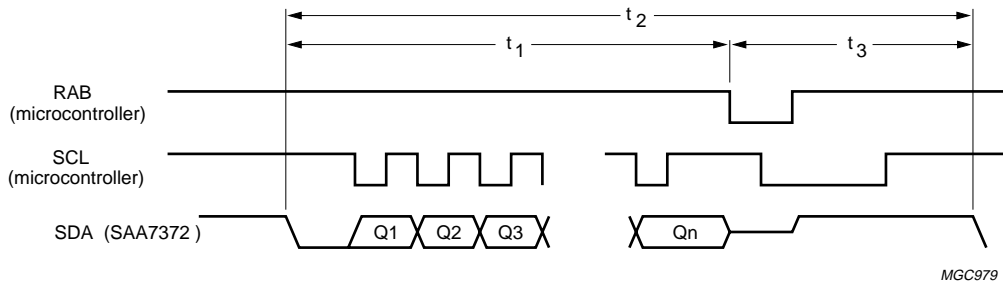 t2
t1
t3
RAB
(microcontroller)
SCL
(microcontroller)
SDA (SAA7372 )
Q1
Q2
Q3
Qn
MGC979